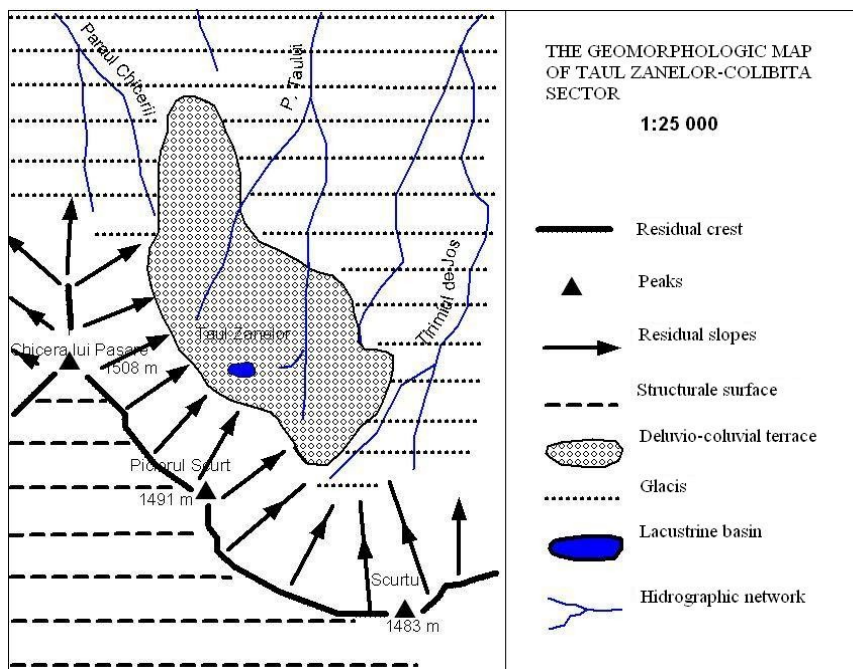 Paraul Chicerii
P. Taului
Tirimiul de Jos
Taul Zanelor
Chicera lui Pasare
1508 m
Piciorul Scurt
1491 m
Scurtu
1483 m
THE GEOMORPHOLOGIC MAP
OF TAUL ZANELOR-COLIBITA
SECTOR
1:25 000
Residual crest
Peaks
Residual slopes
Structurale surface
Deluvio-coluvial terrace
Glacis
Lacustrine basin
Hidrographic network